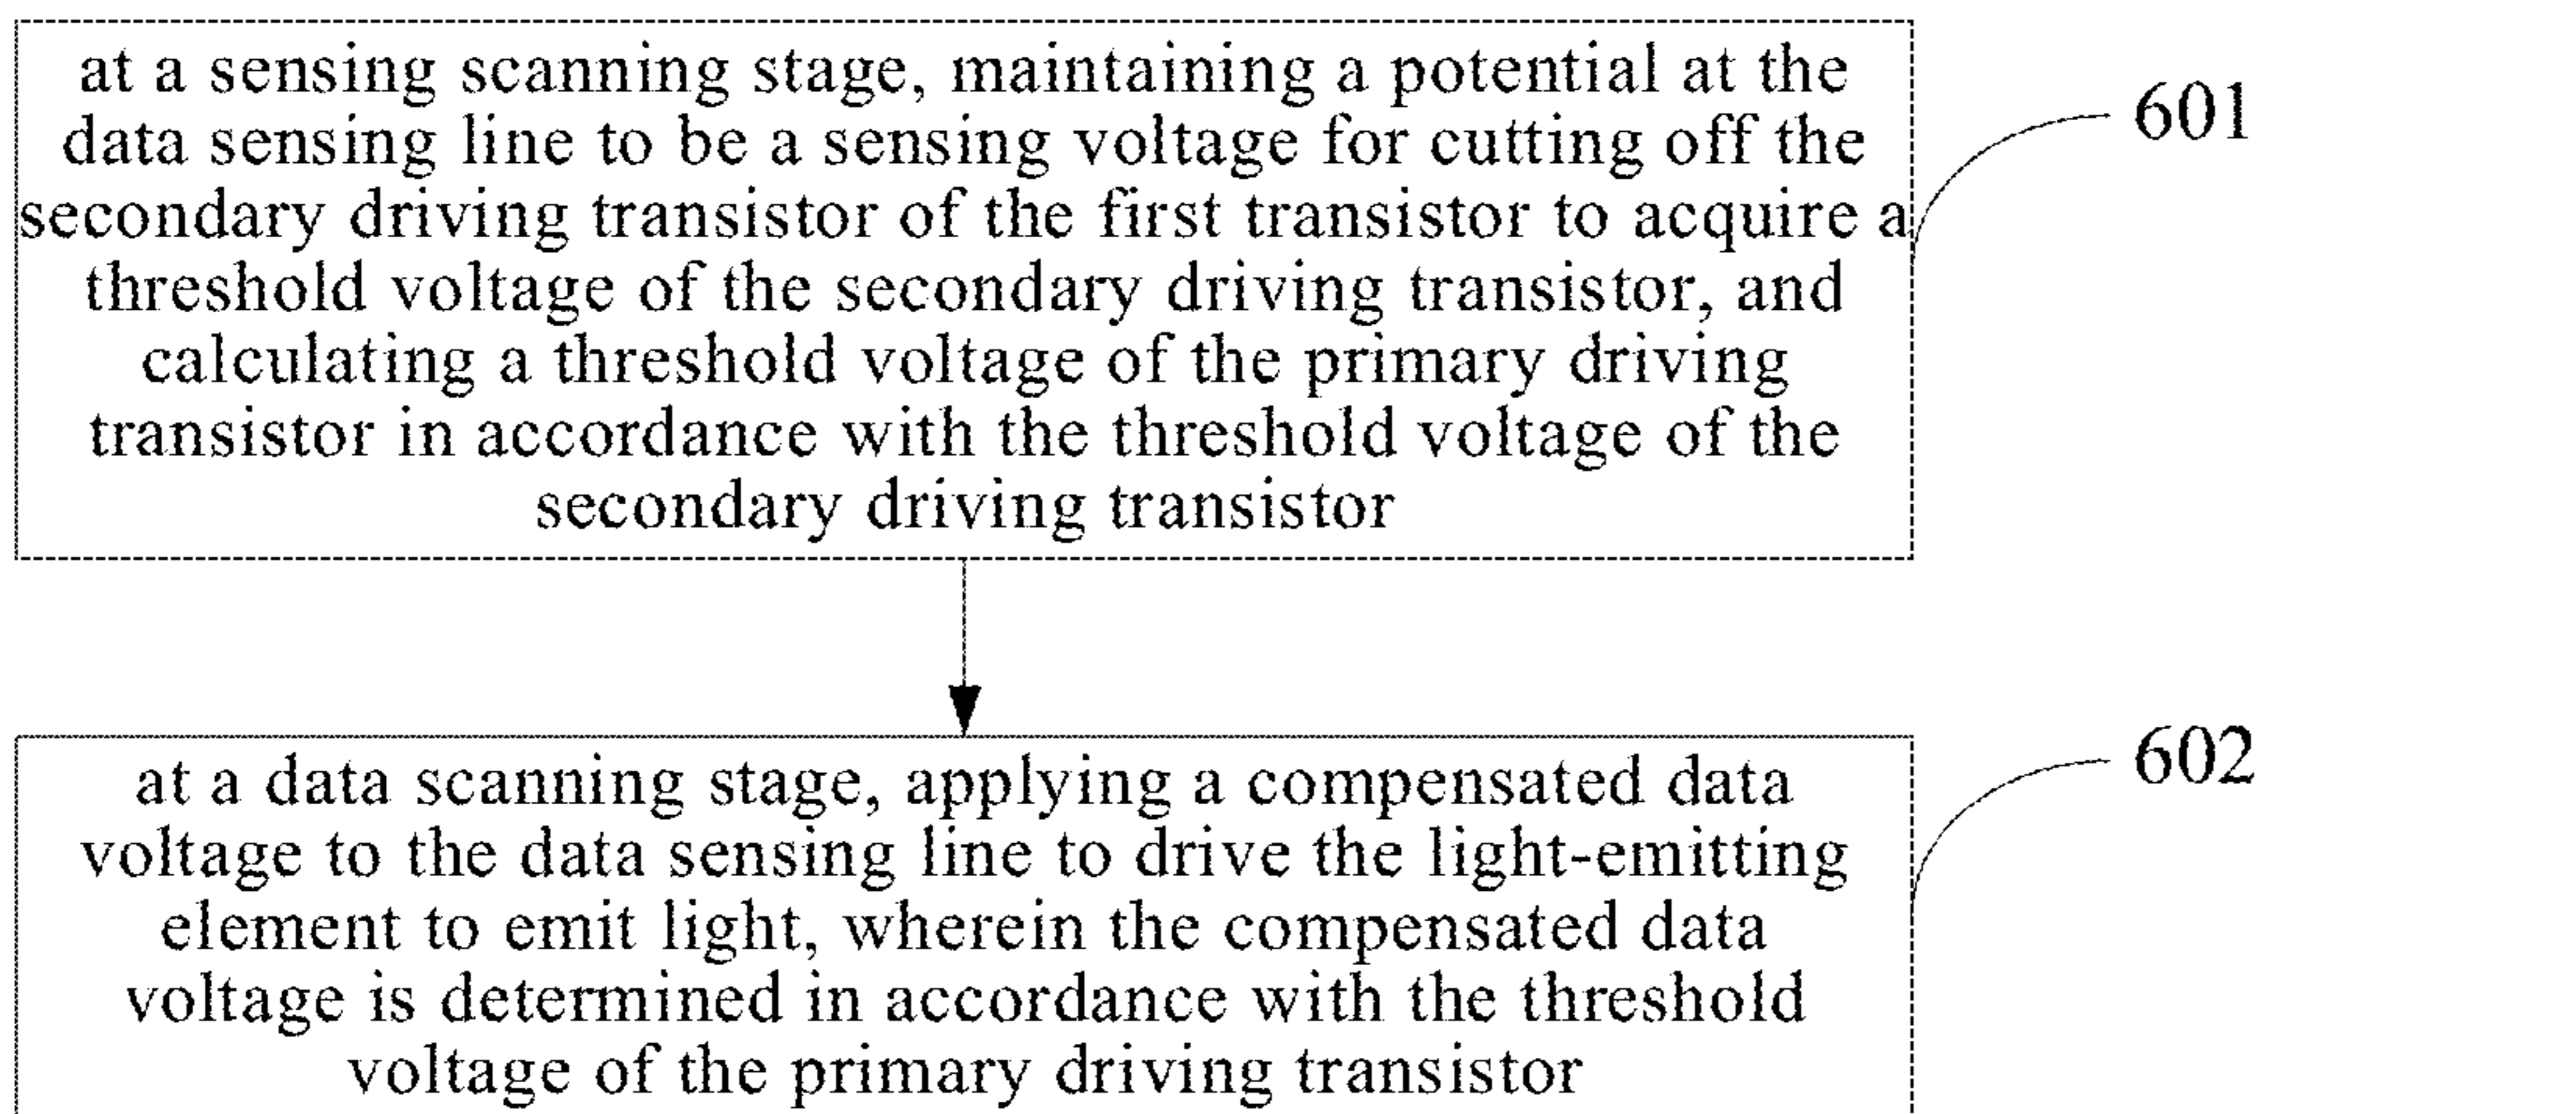 at a sensing scanning stage, maintaining a potential at the
data sensing line to be a sensing voltage for cutting off the
secondary driving transistor of the first transistor to acquire a
threshold voltage of the secondary driving transistor, and
calculating a threshold voltage of the primary driving
transistor in accordance with the threshold voltage of the
secondary driving transistor
601
at a data scanning stage, applying a compensated data
voltage to the data sensing line to drive the light-emitting
element to emit light, wherein the compensated data
voltage is determined in accordance with the threshold
voltage of the primary driving transistor
602